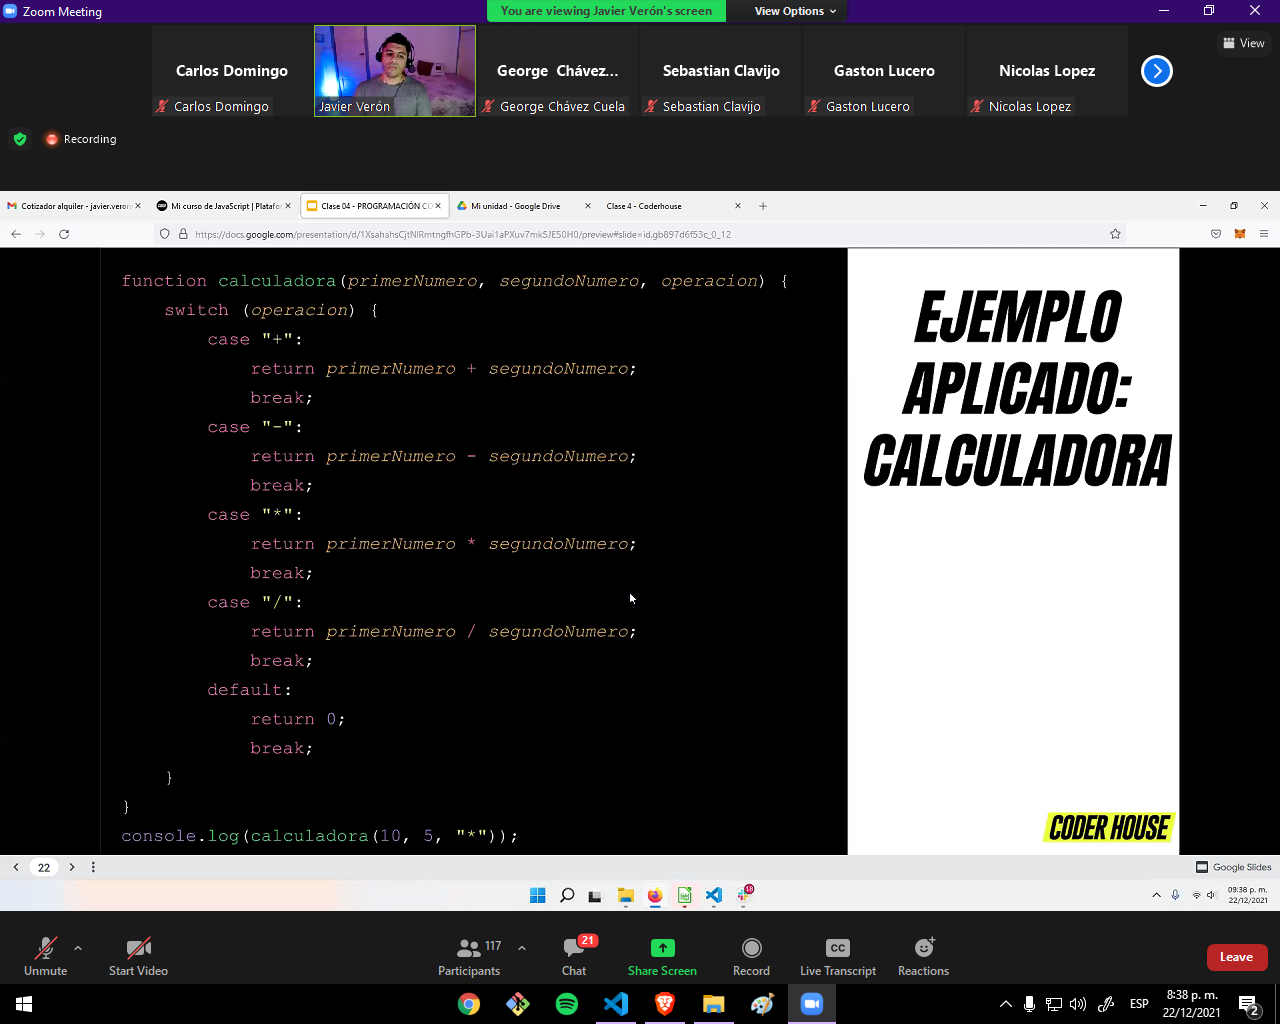 Zoom Meeting
You are viewing Javier Verón's screen
View Options
Carlos Domingo
George Chávez...
Sebastian Clavijo
Gaston Lucero
Nicolas Lopez
View
Carlos Domingo
Javier Verón
George Chávez Cuela
Sebastian Clavijo
Gaston Lucero
Nicolas Lopez
Recording
Cotizador alquiler - javier.veron
Mi curso de JavaScript | Platafor
Clase 04 - PROGRAMACIÓN CO
Mi unidad - Google Drive
Clase 4 - Coderhouse
https://docs.google.com/presentation/d/1XsahahsCjtNlRmtngfhGPb-3Uai1aPXuv7mk5JE50H0/preview#slide=id.gb897d6f53c_0_12
function calculadora(primerNumero, segundoNumero, operacion) {
switch (operacion) {
case "+":
return primerNumero + segundoNumero;
break;
case "-":
return primerNumero - segundoNumero;
break;
case "*":
return primerNumero * segundoNumero;
break;
case "/":
return primerNumero / segundoNumero;
break;
default:
return 0;
break;
}
}
console.log(calculadora(10, 5, "*"));
EJEMPLO
APLICADO:
CALCULADORA
CODER HOUSE
22
Google Slides
18
09:38 p. m.
22/12/2021
Unmute
Start Video
Participants
117
Chat
21
Share Screen
Record
CC
Live Transcript
Reactions
Leave
ESP
8:38 p. m.
22/12/2021
2